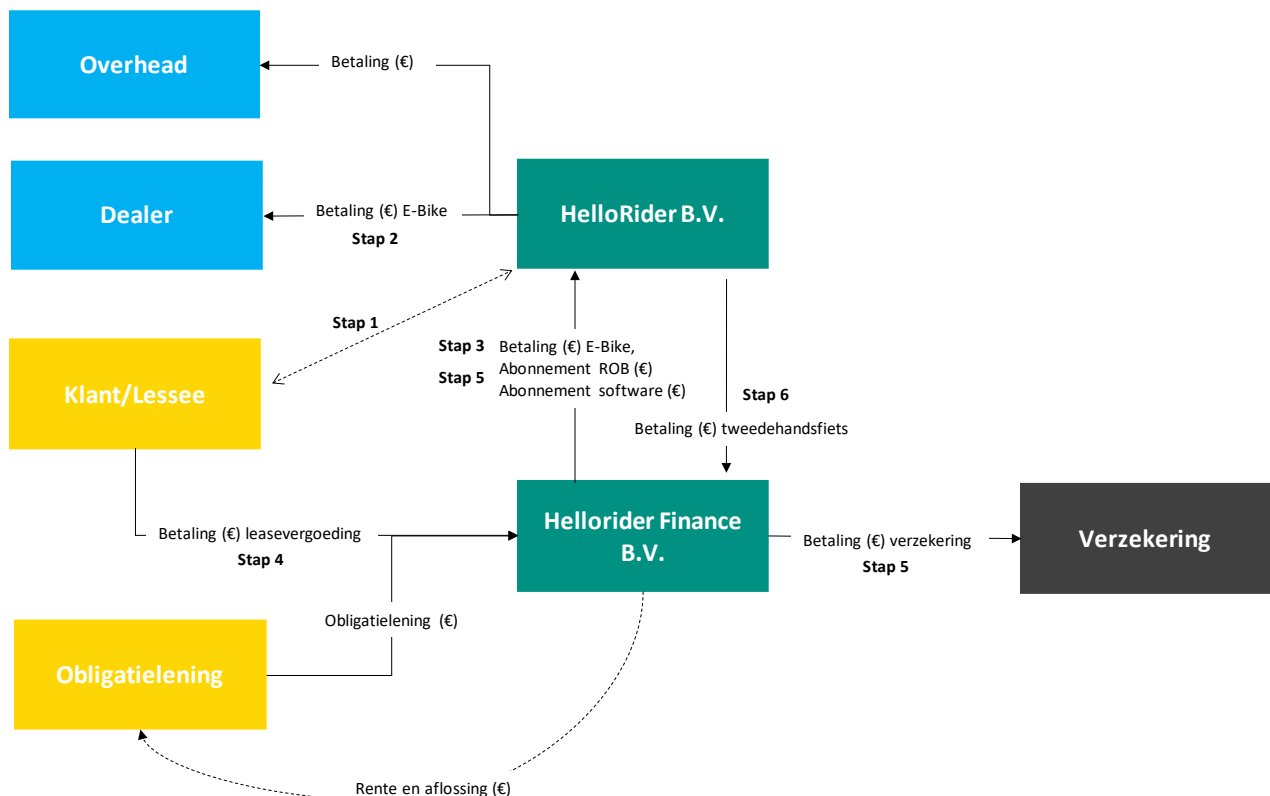 Overhead
Betaling (€)
Dealer
Betaling (€) E-Bike
Stap 2
HelloRider B.V.
Stap 1
Klant/Lessee
Stap 3 Betaling (€) E-Bike,
Stap 5 Abonnement ROB (€)
Abonnement software (€)
Stap 6
Betaling (€) tweedehandsfiets
Betaling (€) leasevergoeding
Stap 4
Hellorider Finance
B.V.
Betaling (€) verzekering
Stap 5
Verzekering
Obligatielening (€)
Obligatielening
Rente en aflossing (€)